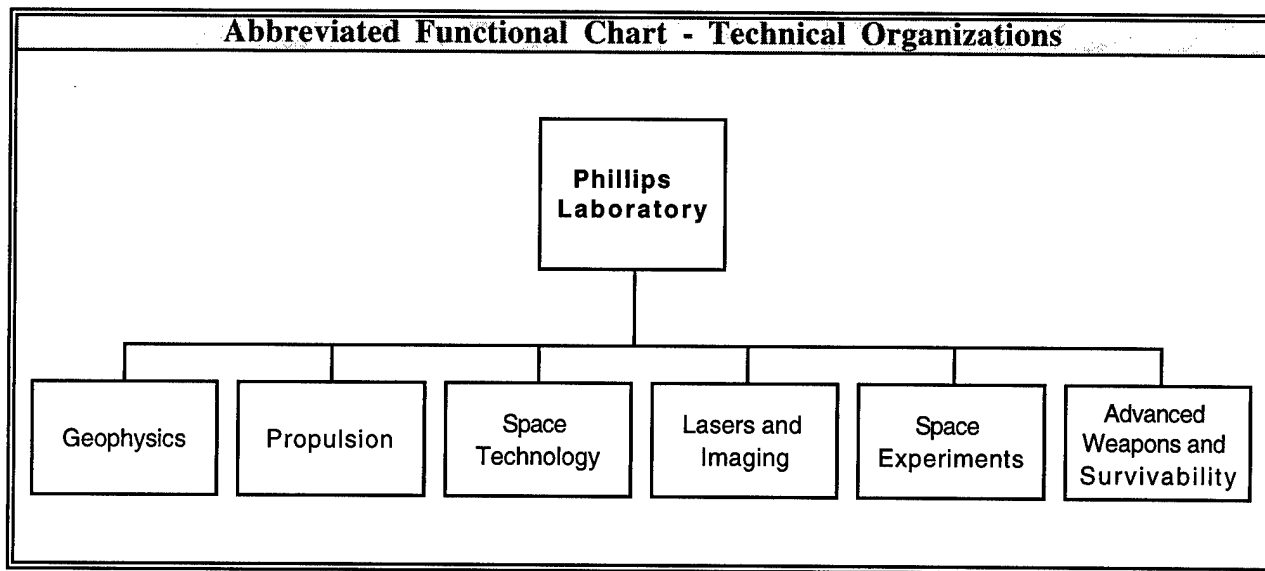 Abbreviated Functional Chart - Technical Organizations
Phillips
Laboratory
Geophysics
Propulsion
Space
Technology
Lasers and
Imaging
Space
Experiments
Advanced
Weapons and
Survivability